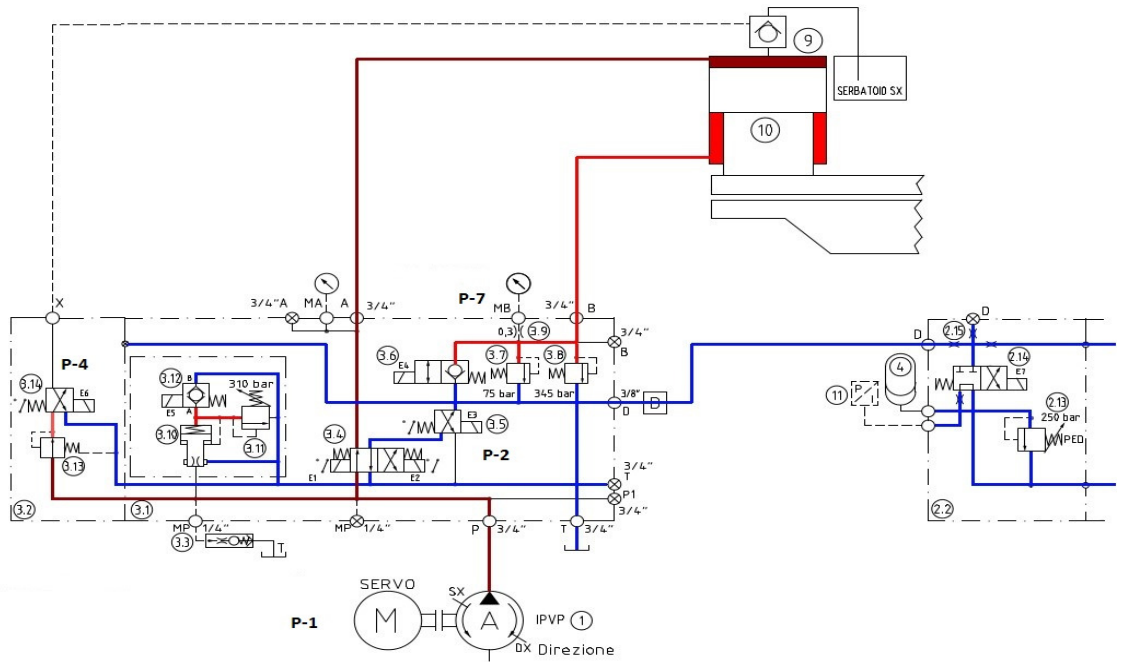 9
SERBATOIO SX
10
X
3/4"A
MA
A
3/4"
P-7
MB
3/4"
B
0,3
3.9
3/4"
B
P-4
3.14
E6
3.12
B
E5
A
310 bar
3.10
3.11
3.13
3.6
E4
3.7
75 bar
3.8
345 bar
3/8"
D
D
E3
3.5
3.4
E1
E2
P-2
3/4"
T
P1
3/4"
3.2
3.1
MP
1/4"
3.3
T
MP
1/4"
P
3/4"
T
3/4"
D
D
2.15
2.14
E7
4
11
P
2.13
250 bar
PED
2.2
SERVO
M
P-1
SX
A
IPVP
1
DX
Direzione